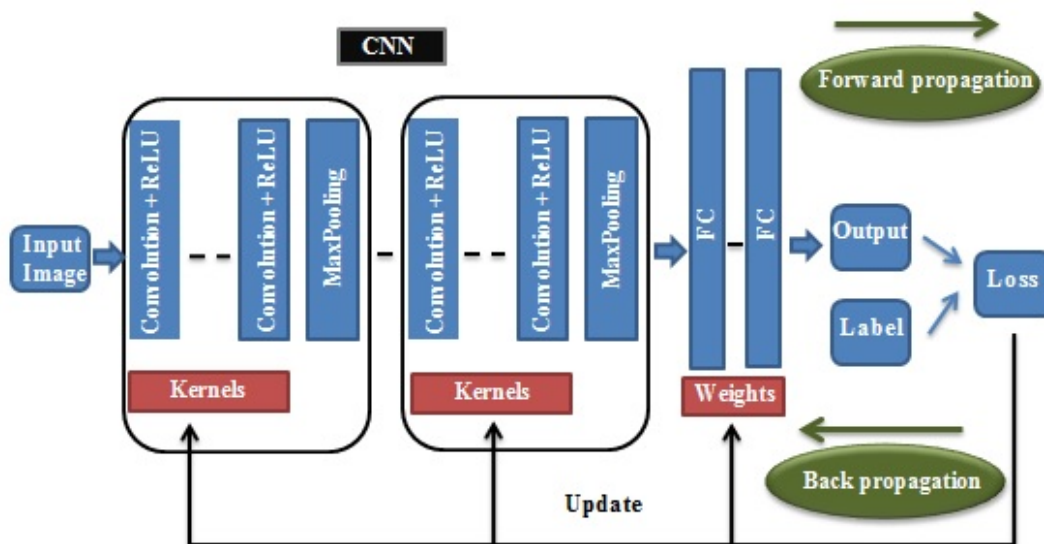 CNN
Forward propagation
Input
Image
Convolution + ReLU
Convolution + ReLU
MaxPooling
Convolution + ReLU
Convolution + ReLU
MaxPooling
FC
FC
Output
Label
Loss
Kernels
Kernels
Weights
Back propagation
Update